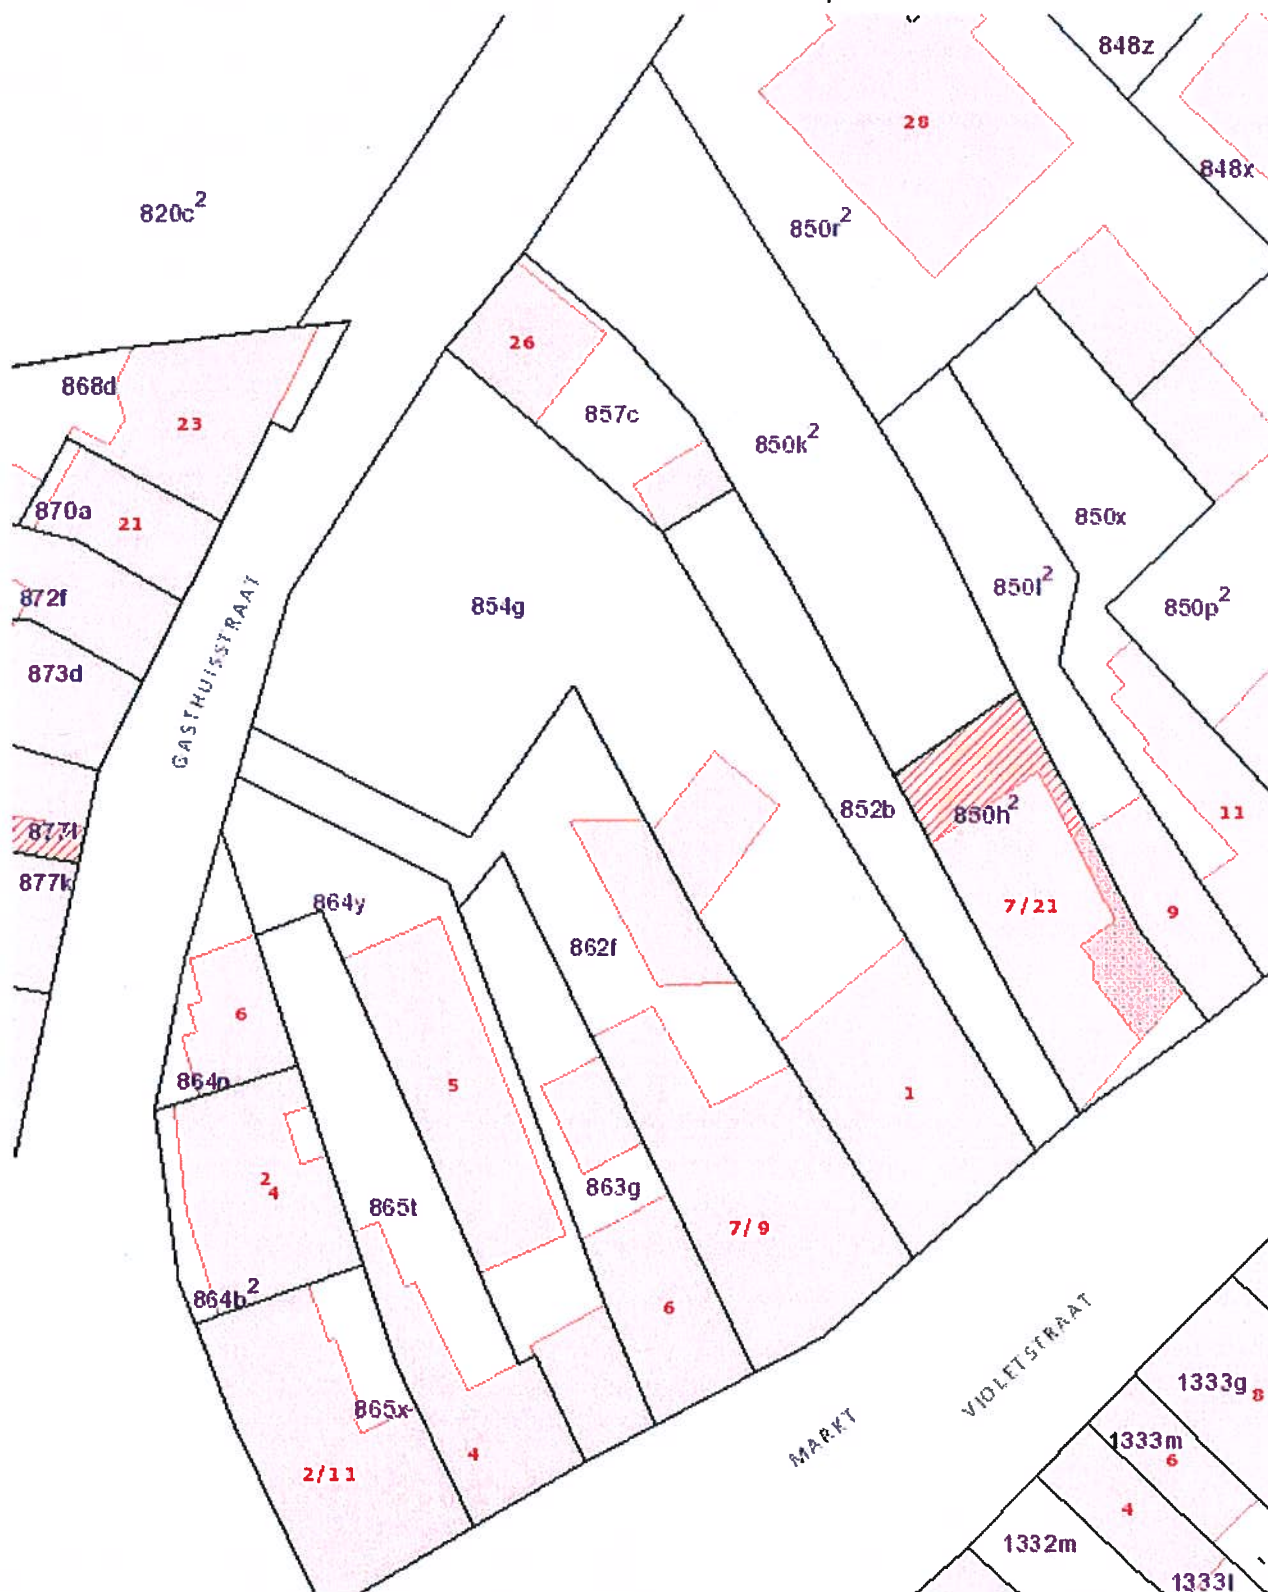 848z
28
848x
820c²
850r²
26
868d
857c
23
850k²
870a
21
850x
850l²
872f
854g
850p²
GASTHUISSTRAAT
873d
852b
850h²
11
877l
877k
864y
7/21
9
862f
6
864n
5
1
2
4
863g
865t
7/9
864b²
6
VIOLETSTRAAT
1333g
8
865x
MARKT
1333m
6
4
2/11
4
1332m
1333l